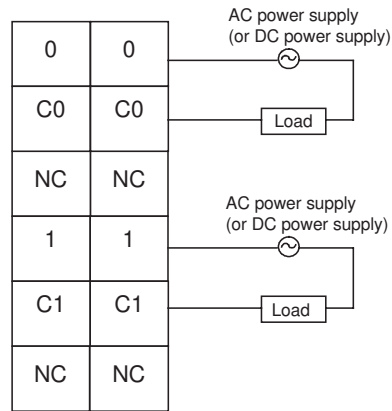 AC power supply
(or DC power supply)
0 0
C0 C0
Load
NC NC
AC power supply
(or DC power supply)
1 1
C1 C1
Load
NC NC